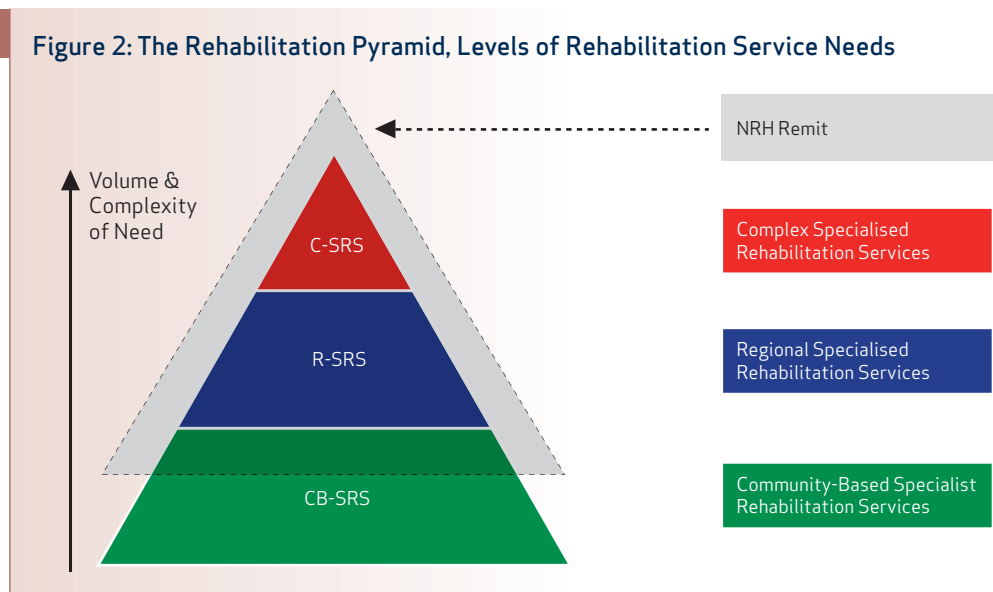 Figure 2: The Rehabilitation Pyramid, Levels of Rehabilitation Service Needs
Volume &
Complexity
of Need
C-SRS
R-SRS
CB-SRS
NRH Remit
Complex Specialised
Rehabilitation Services
Regional Specialised
Rehabilitation Services
Community-Based Specialist
Rehabilitation Services